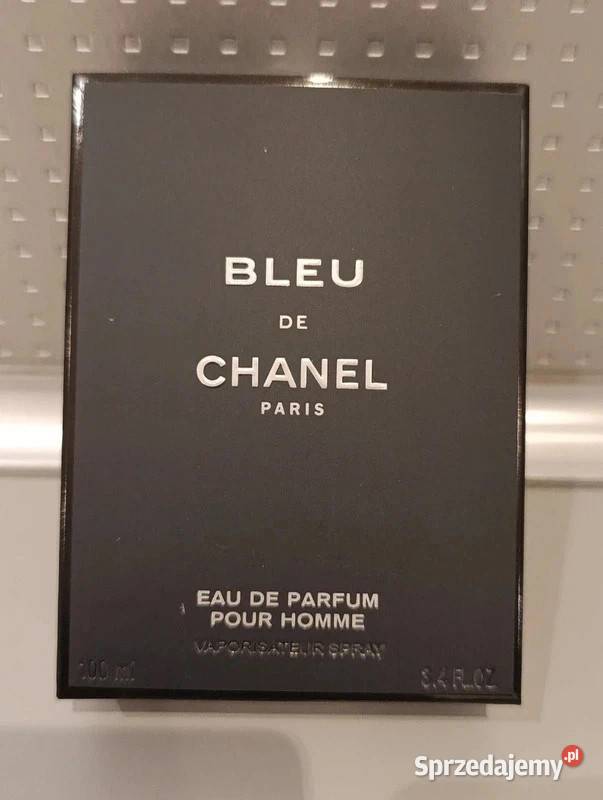 BLEU
DE
CHANEL
PARIS
EAU DE PARFUM
POUR HOMME
VAPORISATEUR SPRAY
100 ml 3.4 FL.OZ
Sprzedajemy.pl